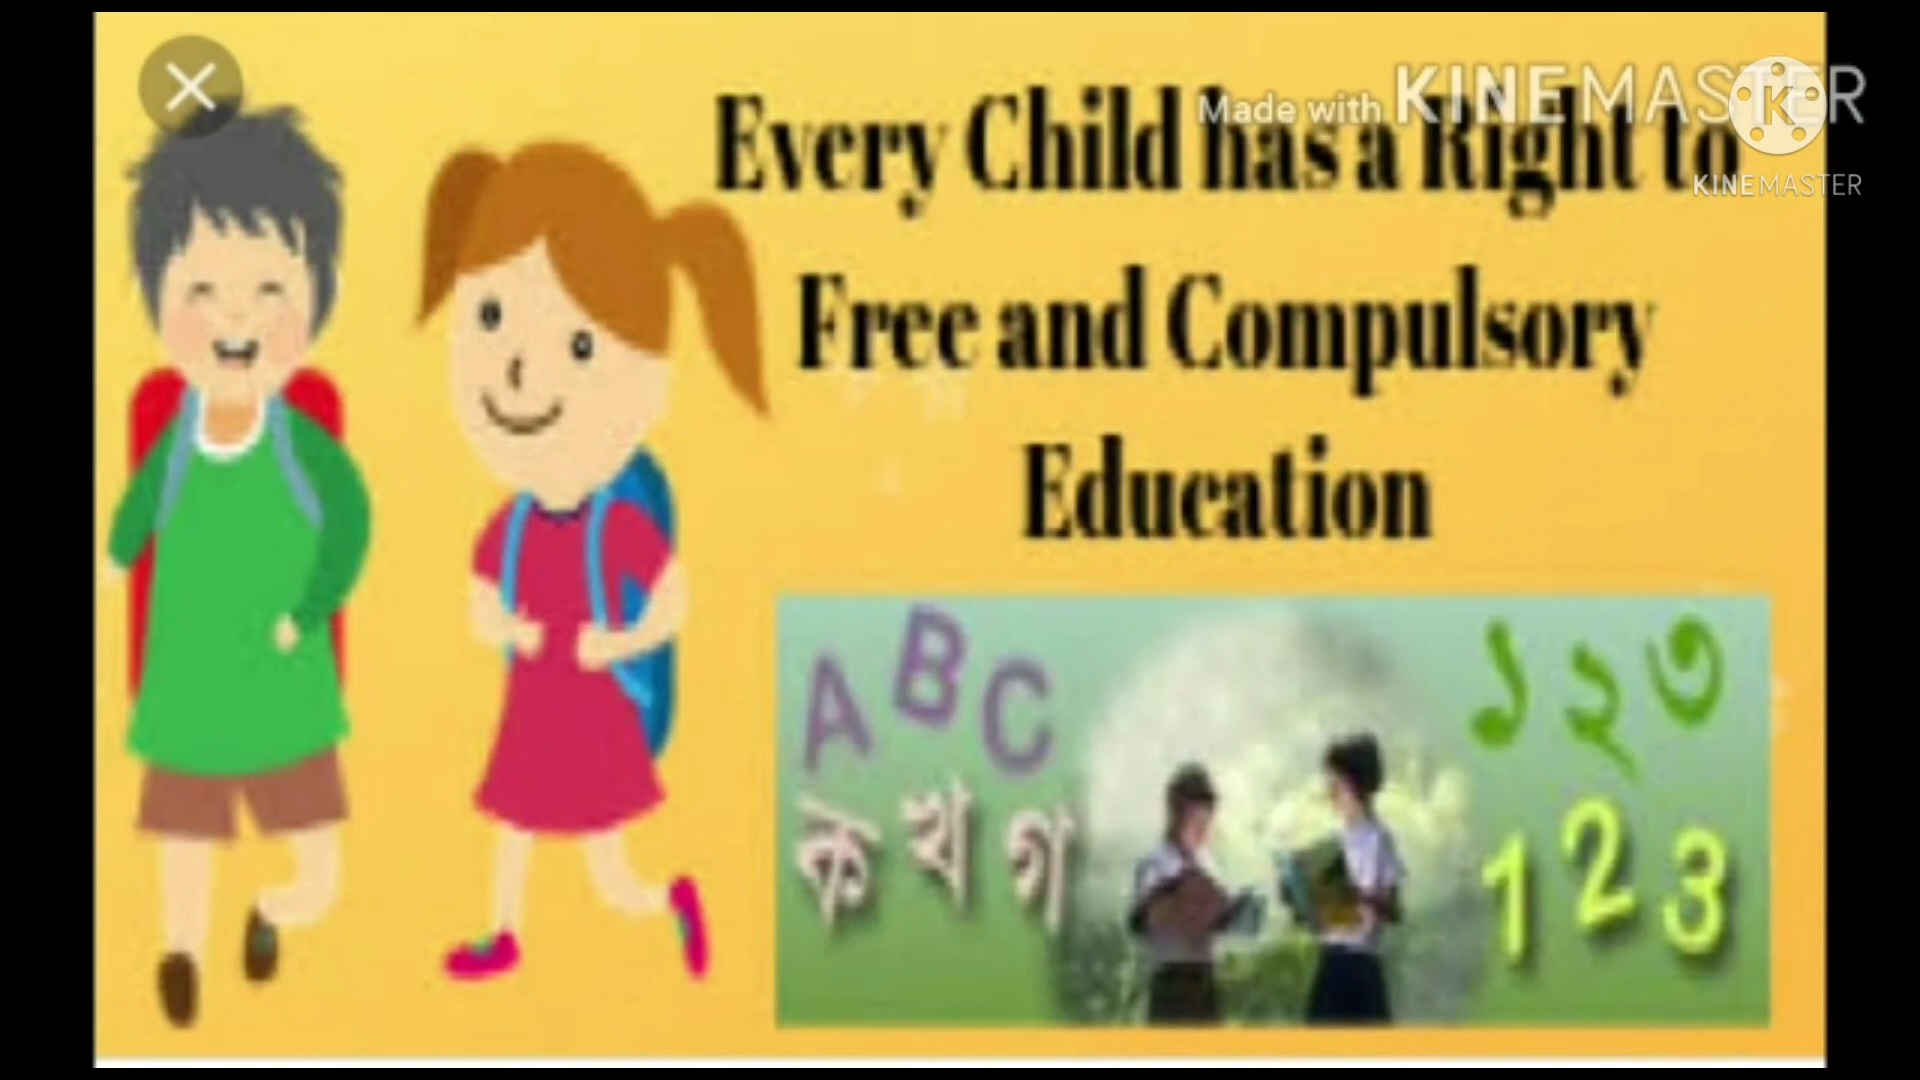 Made with KINEMASTER
KINEMASTER
Every Child has a Right to
Free and Compulsory
Education
A B C
ক খ গ
১ ২ ৩
1 2 3